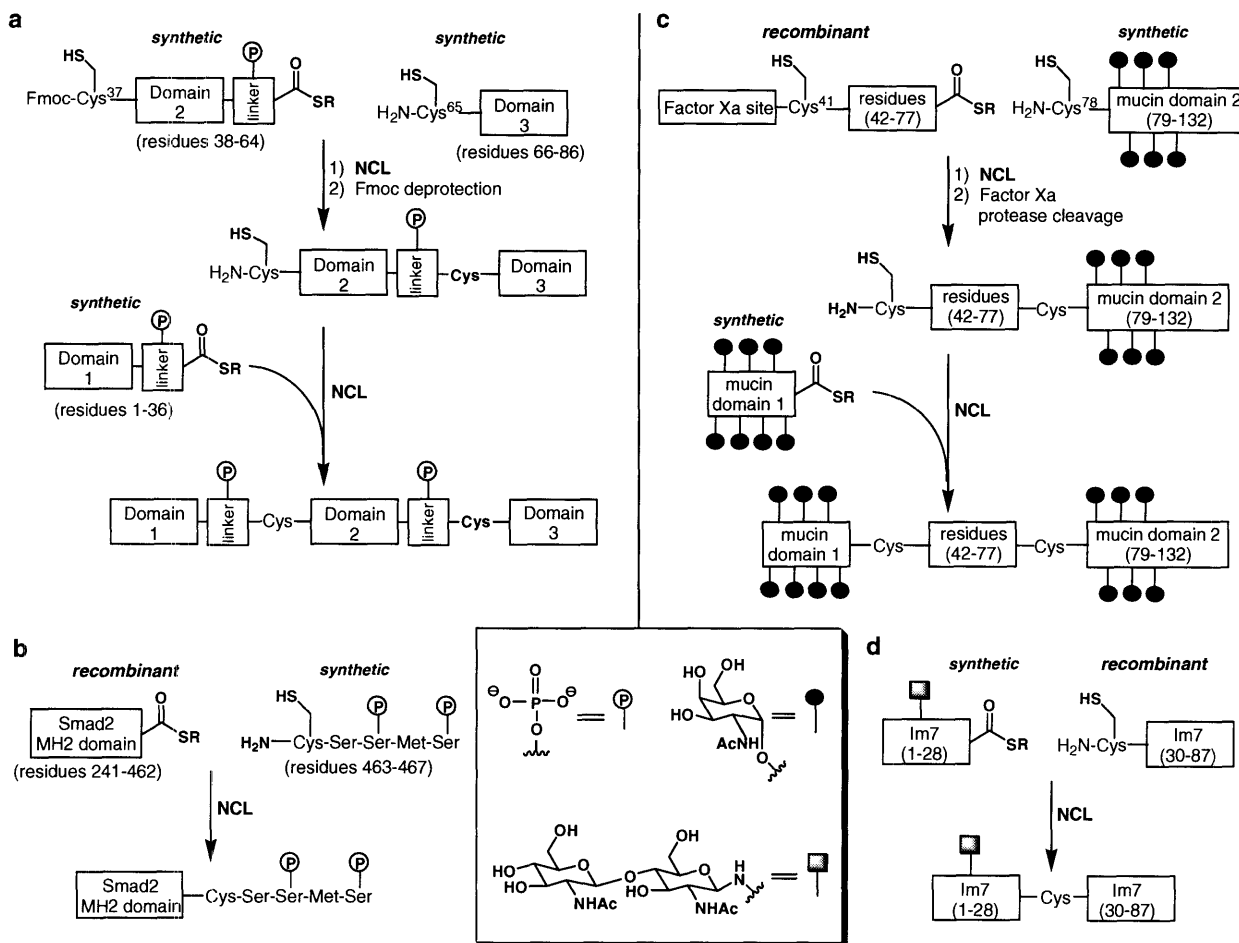 a
synthetic
synthetic
P
HS
O
HS
Fmoc-Cys37
Domain 2
linker
SR
H2N-Cys65
Domain 3
(residues 38-64)
(residues 66-86)
1) NCL
2) Fmoc deprotection
P
HS
H2N-Cys
Domain 2
linker
Cys
Domain 3
synthetic
P
O
Domain 1
linker
SR
(residues 1-36)
NCL
P
P
Domain 1
linker
Cys
Domain 2
linker
Cys
Domain 3
c
recombinant
synthetic
HS
O
HS
Factor Xa site
Cys41
residues (42-77)
SR
H2N-Cys78
mucin domain 2 (79-132)
1) NCL
2) Factor Xa
protease cleavage
HS
H2N
Cys
residues (42-77)
Cys
mucin domain 2 (79-132)
synthetic
O
mucin domain 1
SR
NCL
mucin domain 1
Cys
residues (42-77)
Cys
mucin domain 2 (79-132)
b
recombinant
synthetic
O
HS
P
P
Smad2 MH2 domain
SR
H2N-Cys-Ser-Ser-Met-Ser
(residues 241-462)
(residues 463-467)
NCL
P
P
Smad2 MH2 domain
Cys-Ser-Ser-Met-Ser
O
⊖O-P-O⊖
O
=
P
HO
OH
O
HO
AcNH
O
=
OH
OH
HO
O
O
HO
O
HO
NHAc
NHAc
H
N
=
d
synthetic
recombinant
O
HS
Im7 (1-28)
SR
H2N-Cys
Im7 (30-87)
NCL
Im7 (1-28)
Cys
Im7 (30-87)